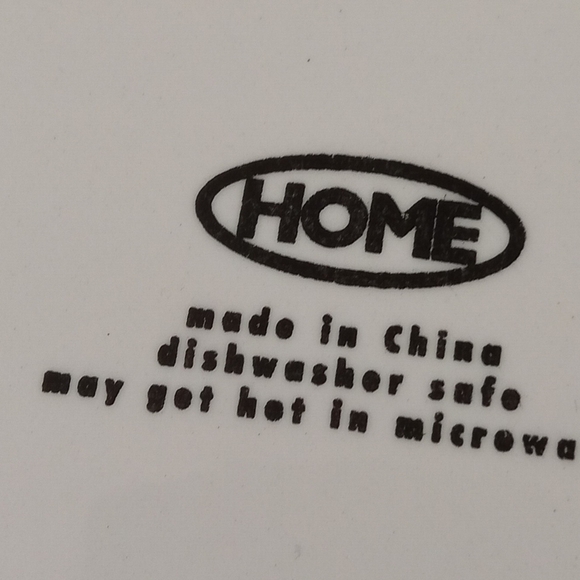 HOME
made in China
dishwasher safe
may get hot in microwa